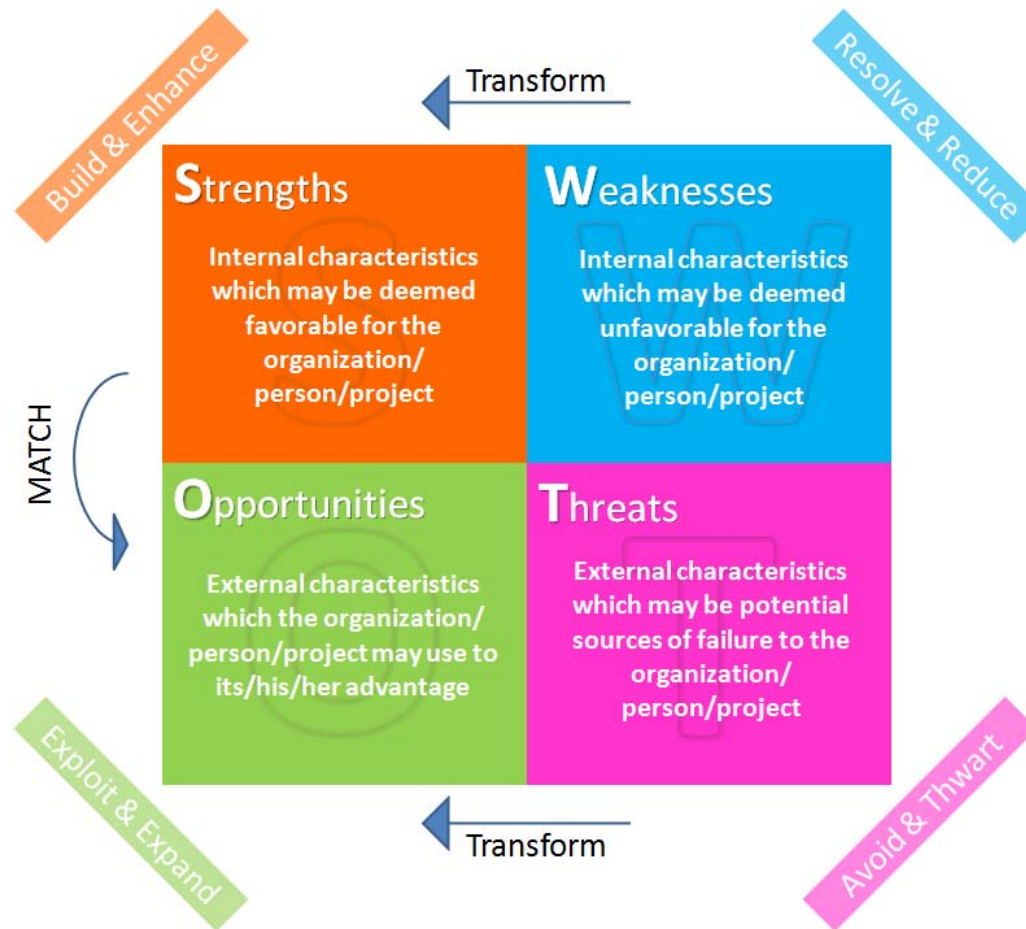 Build & Enhance
Transform
Resolve & Reduce
Strengths
Internal characteristics
which may be deemed
favorable for the
organization/
person/project
Weaknesses
Internal characteristics
which may be deemed
unfavorable for the
organization/
person/project
MATCH
Opportunities
External characteristics
which the organization/
person/project may use to
its/his/her advantage
Threats
External characteristics
which may be potential
sources of failure to the
organization/
person/project
Exploit & Expand
Transform
Avoid & Thwart